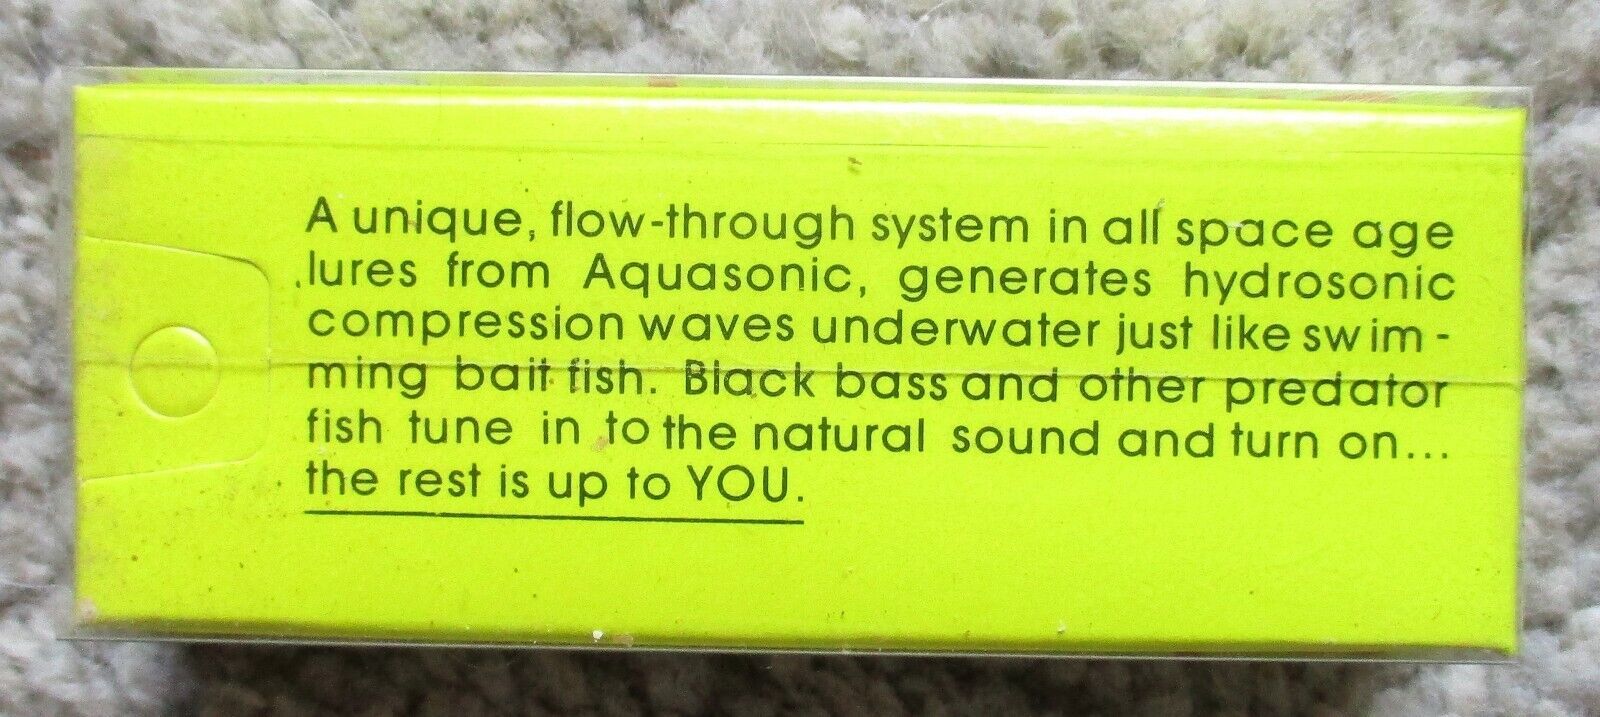 A unique, flow-through system in all space age
lures from Aquasonic, generates hydrosonic
compression waves underwater just like swim-
ming bait fish. Black bass and other predator
fish tune in to the natural sound and turn on...
the rest is up to YOU.